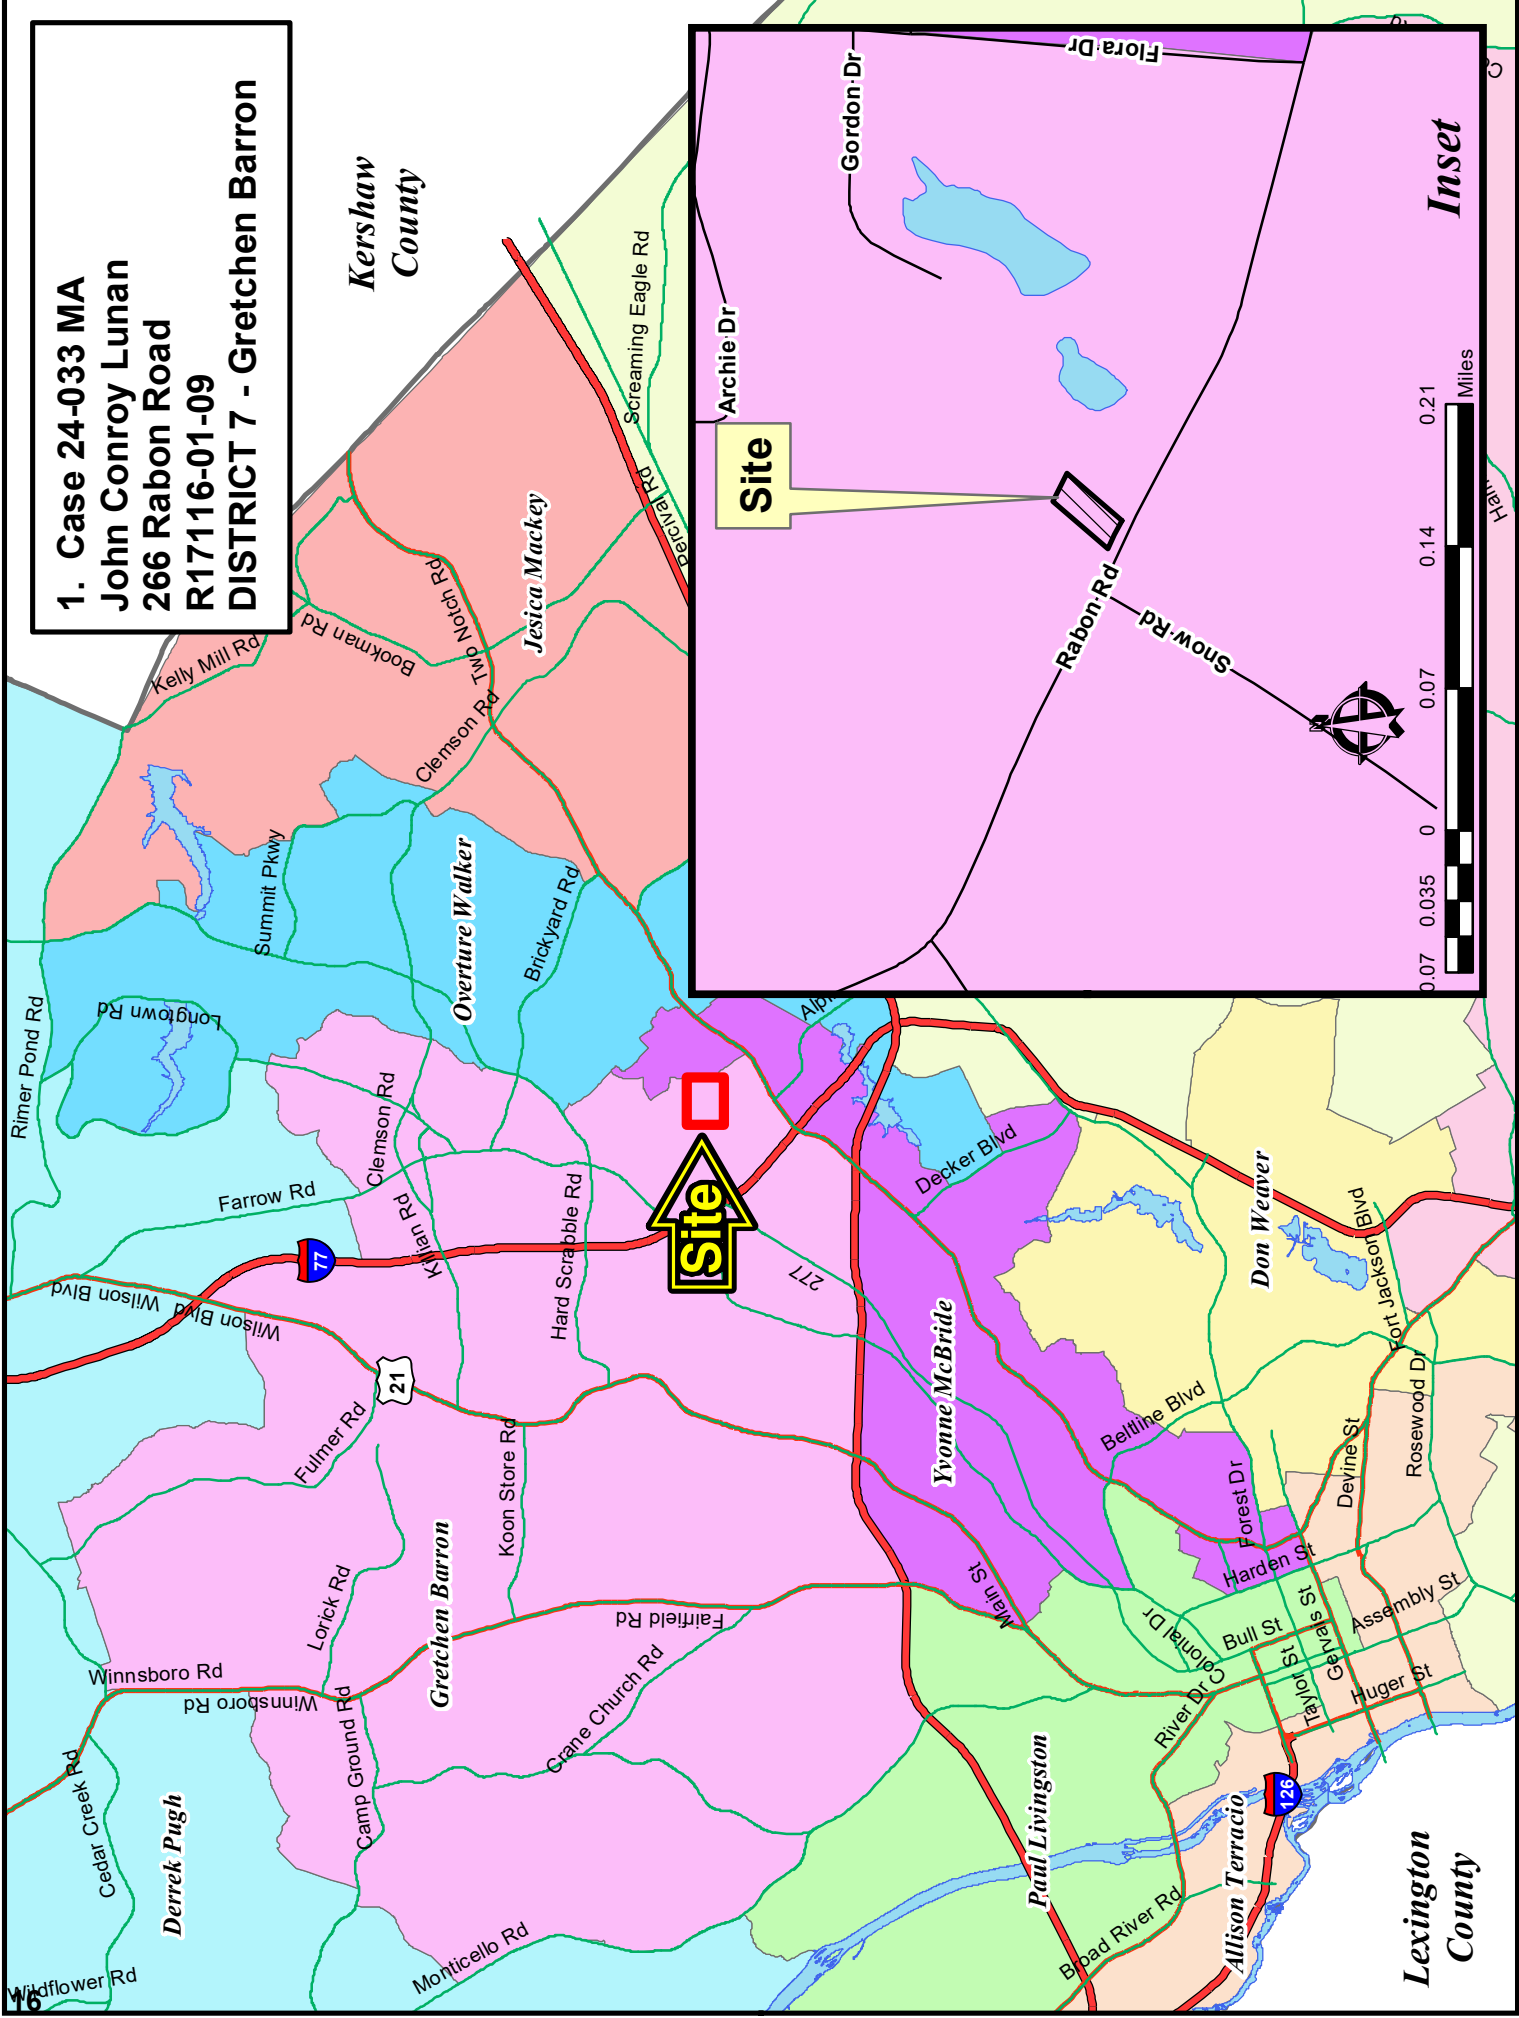 1. Case 24-033 MA
John Conroy Lunan
266 Rabon Road
R17116-01-09
DISTRICT 7 - Gretchen Barron
Kershaw
County
Rimer Pond Rd
Longtown Rd
Summit Pkwy
Kelly Mill Rd
Bookman Rd
Two Notch Rd
Clemson Rd
Jesica Mackey
Screaming Eagle Rd
Percival Rd
Overture Walker
Brickyard Rd
Wilson Blvd
Wilson Blvd
Farrow Rd
Clemson Rd
Killian Rd
77
21
Hard Scrabble Rd
Fulmer Rd
Koon Store Rd
Lorick Rd
Gretchen Barron
Winnsboro Rd
Winnsboro Rd
Fairfield Rd
Crane Church Rd
Camp Ground Rd
Cedar Creek Rd
Derrek Pugh
Wildflower Rd
16
Monticello Rd
Site
277
Decker Blvd
Yvonne McBride
Don Weaver
Fort Jackson Blvd
Beltline Blvd
Forest Dr
Devine St
Rosewood Dr
Harden St
Main St
Colonial Dr
Bull St
Taylor St
Gervais St
Assembly St
Huger St
River Dr
Paul Livingston
126
Allison Terracio
Broad River Rd
Lexington
County
Site
Archie Dr
Gordon Dr
Flora Dr
Rabon Rd
Snow Rd
N
Inset
0.07
0.035
0
0.07
0.14
0.21
Miles